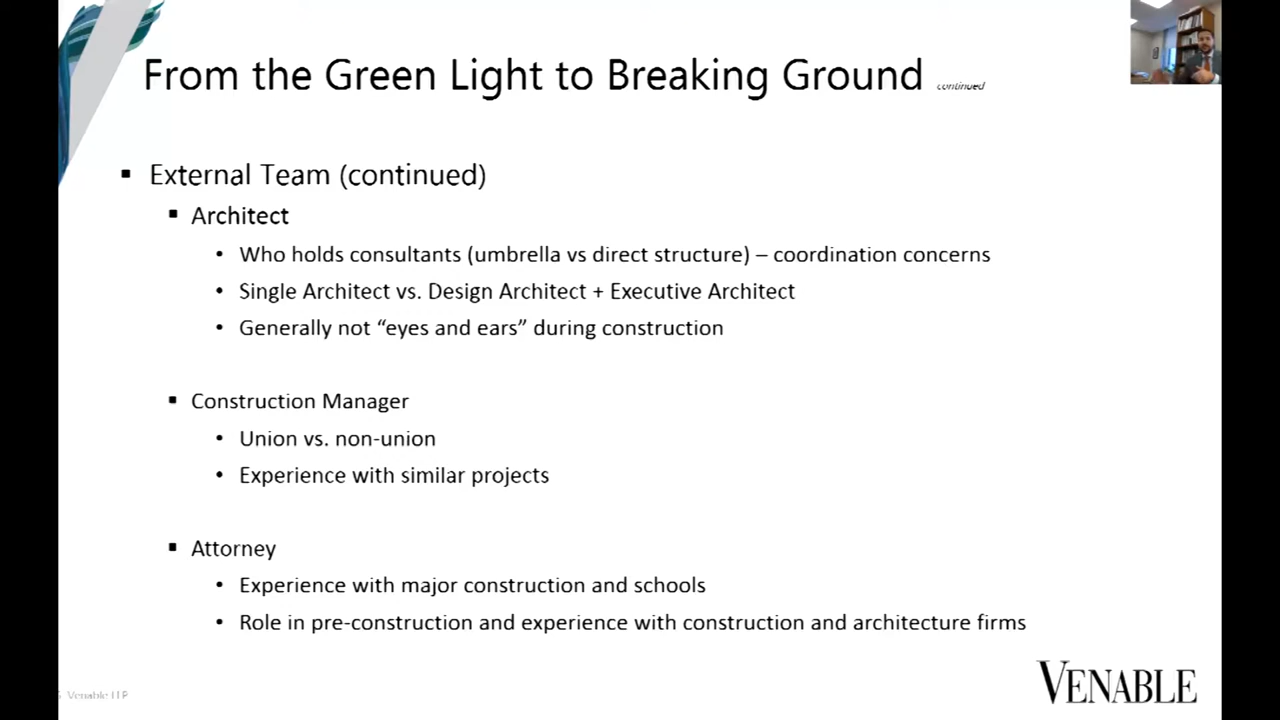 From the Green Light to Breaking Ground continued
▪ External Team (continued)
▪ Architect
• Who holds consultants (umbrella vs direct structure) – coordination concerns
• Single Architect vs. Design Architect + Executive Architect
• Generally not “eyes and ears” during construction
▪ Construction Manager
• Union vs. non-union
• Experience with similar projects
▪ Attorney
• Experience with major construction and schools
• Role in pre-construction and experience with construction and architecture firms
Venable LLP
VENABLE